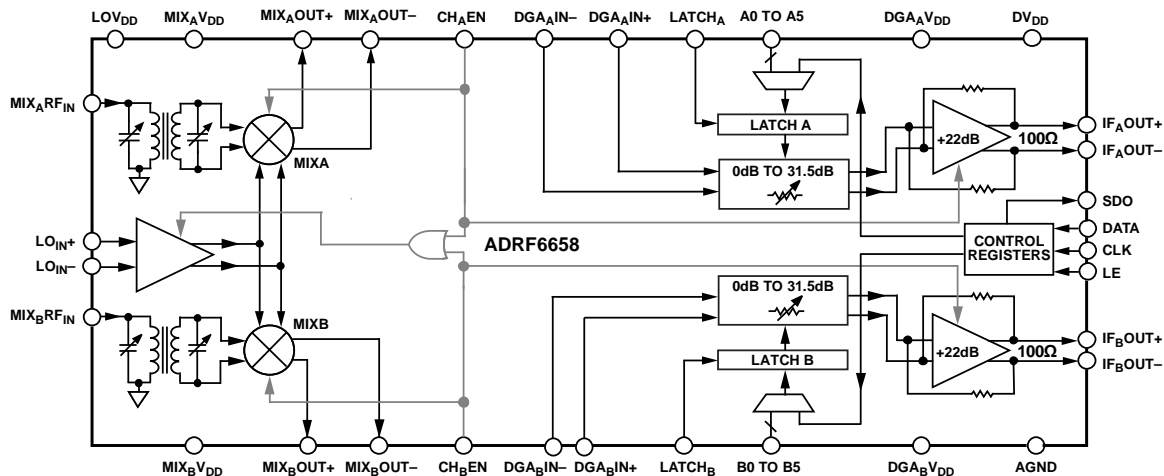 LOVDD
MIXAVDD
MIXAOUT+
MIXAOUT–
CHAEN
DGAAIN–
DGAAIN+
LATCHA
A0 TO A5
DGAAVDD
DVDD
MIXARFIN
MIXA
LATCH A
0dB TO 31.5dB
+22dB
100Ω
IFAOUT+
IFAOUT–
SDO
DATA
CLK
LE
CONTROL
REGISTERS
LOIN+
LOIN–
ADRF6658
MIXBRFIN
MIXB
0dB TO 31.5dB
LATCH B
+22dB
100Ω
IFBOUT+
IFBOUT–
MIXBVDD
MIXBOUT+
MIXBOUT–
CHBEN
DGABIN–
DGABIN+
LATCHB
B0 TO B5
DGABVDD
AGND